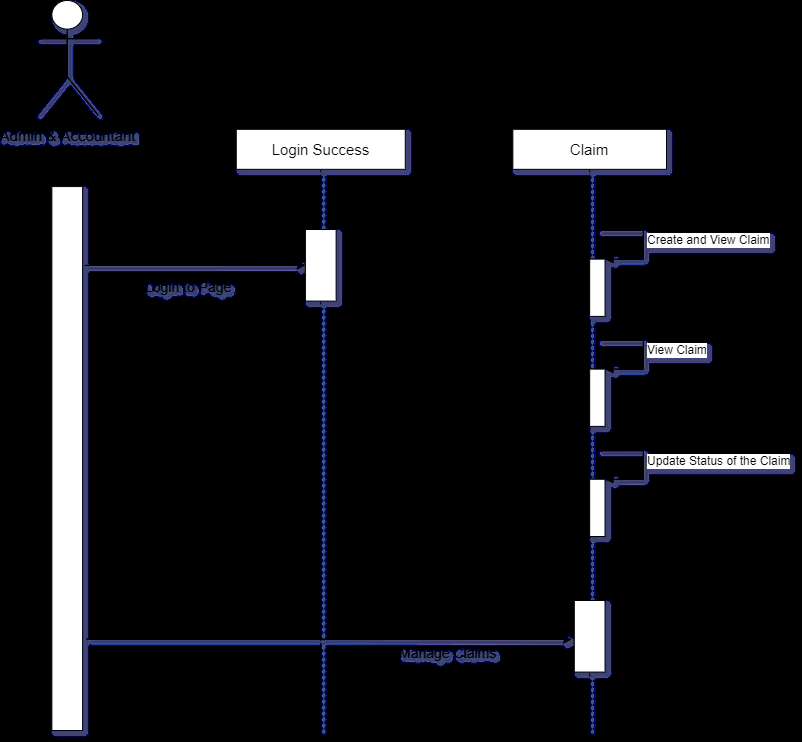 Admin & Accountant
Login Success
Claim
Create and View Claim
Login to Page
View Claim
Update Status of the Claim
Manage Claims